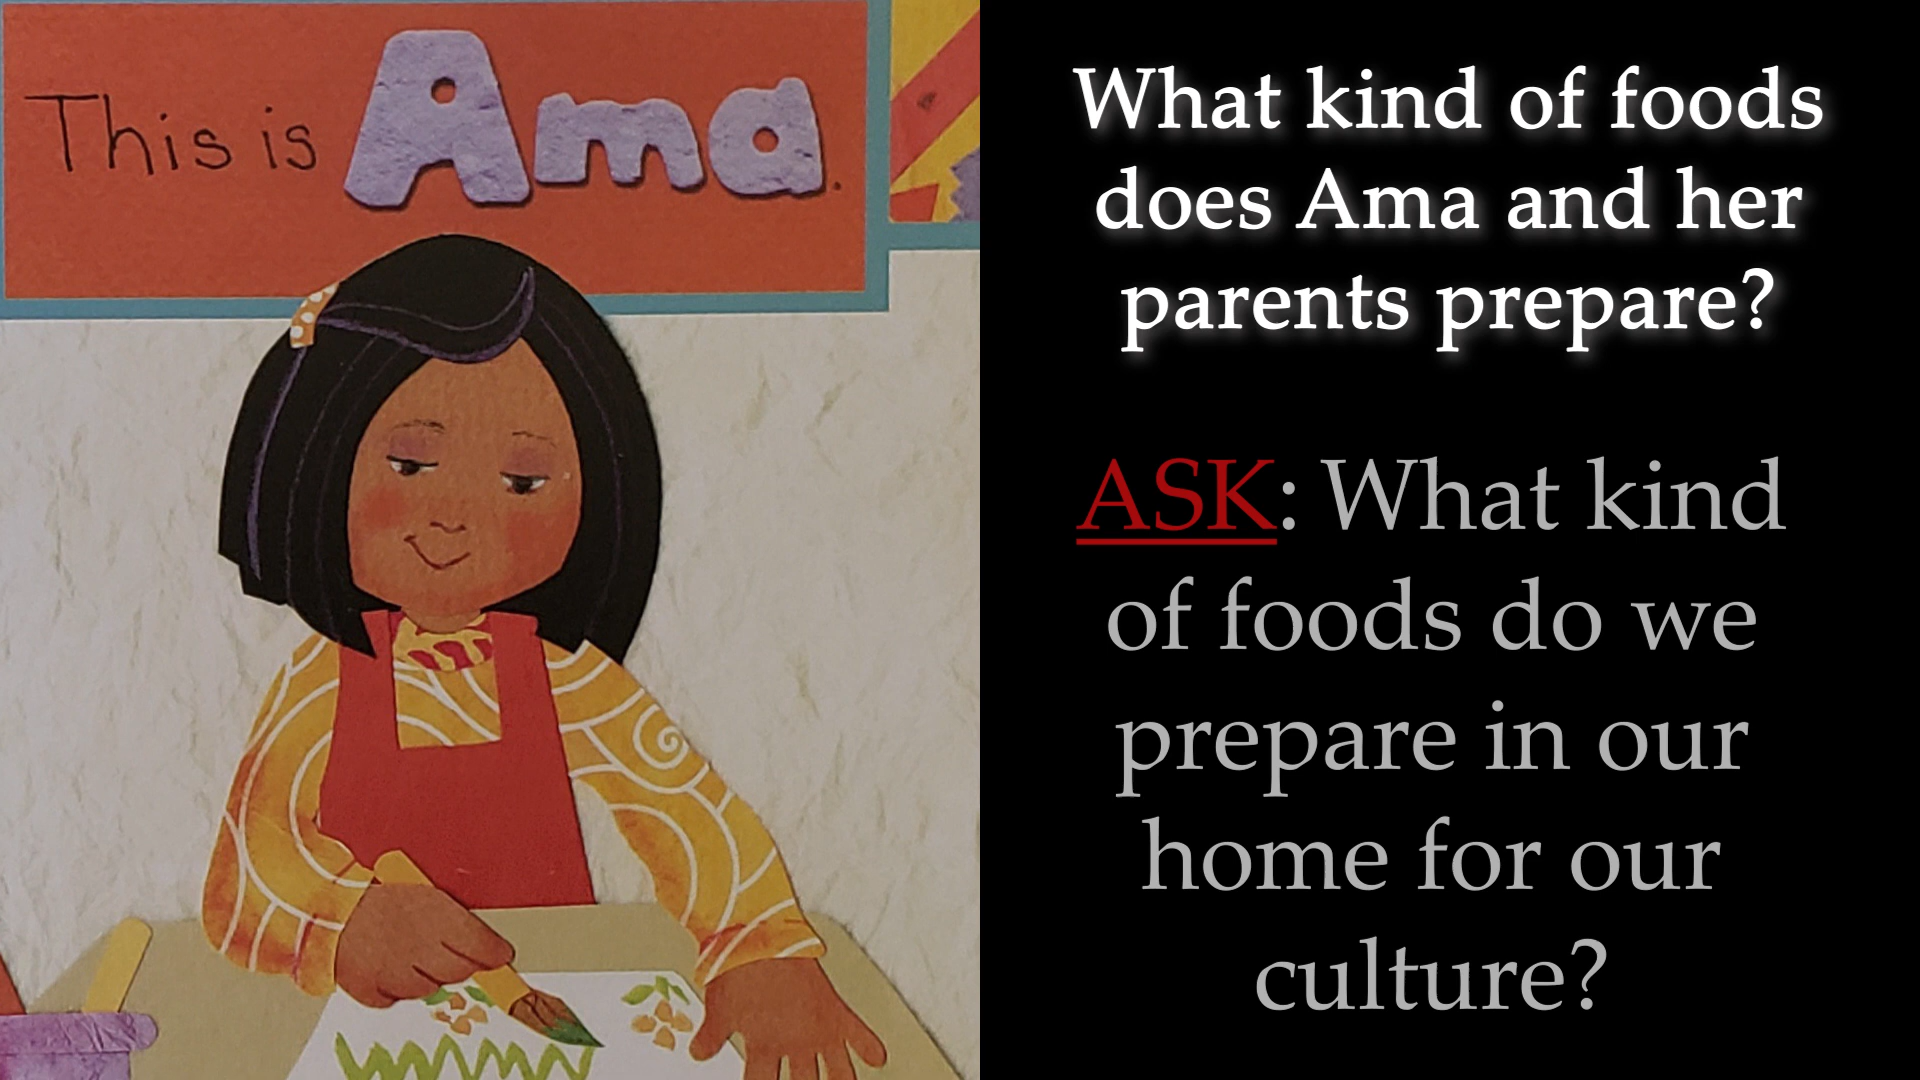 This is Ama.
What kind of foods
does Ama and her
parents prepare?
ASK: What kind
of foods do we
prepare in our
home for our
culture?